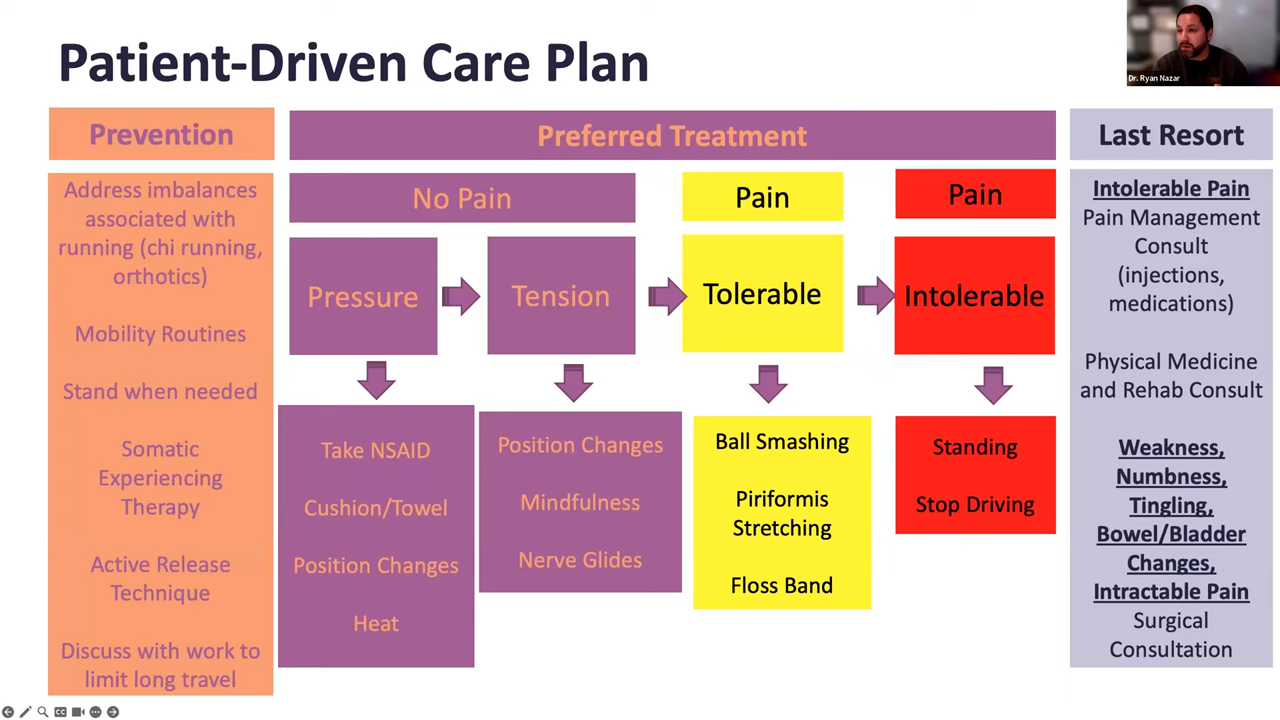 Patient-Driven Care Plan
Dr. Ryan Nazar
Prevention
Address imbalances
associated with
running (chi running,
orthotics)
Mobility Routines
Stand when needed
Somatic
Experiencing
Therapy
Active Release
Technique
Discuss with work to
limit long travel
Preferred Treatment
No Pain
Pain
Pain
Pressure
Tension
Tolerable
Intolerable
Take NSAID
Cushion/Towel
Position Changes
Heat
Position Changes
Mindfulness
Nerve Glides
Ball Smashing
Piriformis
Stretching
Floss Band
Standing
Stop Driving
Last Resort
Intolerable Pain
Pain Management
Consult
(injections,
medications)
Physical Medicine
and Rehab Consult
Weakness,
Numbness,
Tingling,
Bowel/Bladder
Changes,
Intractable Pain
Surgical
Consultation